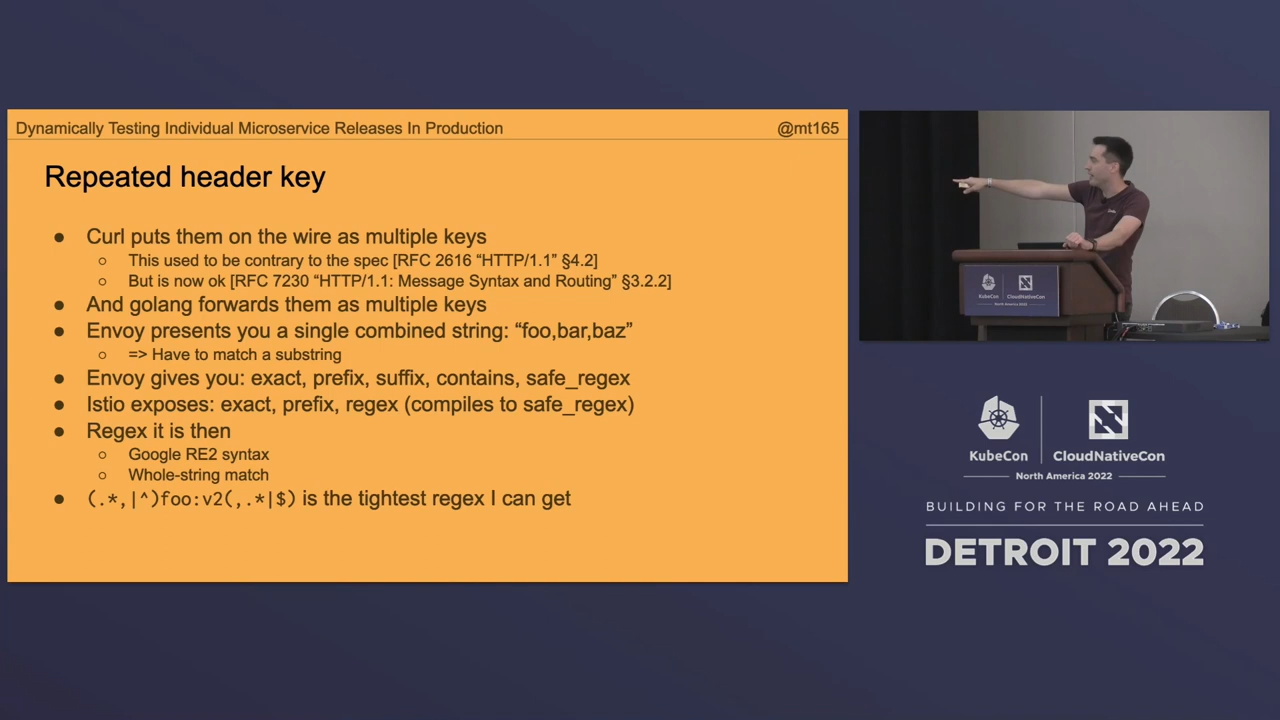 Dynamically Testing Individual Microservice Releases In Production
@mt165
Repeated header key
● Curl puts them on the wire as multiple keys
○ This used to be contrary to the spec [RFC 2616 “HTTP/1.1” §4.2]
○ But is now ok [RFC 7230 “HTTP/1.1: Message Syntax and Routing” §3.2.2]
● And golang forwards them as multiple keys
● Envoy presents you a single combined string: “foo,bar,baz”
○ => Have to match a substring
● Envoy gives you: exact, prefix, suffix, contains, safe_regex
● Istio exposes: exact, prefix, regex (compiles to safe_regex)
● Regex it is then
○ Google RE2 syntax
○ Whole-string match
● (.*,|^)foo:v2(,.*|$) is the tightest regex I can get
KubeCon
CloudNativeCon
North America 2022
KubeCon
CloudNativeCon
North America 2022
BUILDING FOR THE ROAD AHEAD
DETROIT 2022